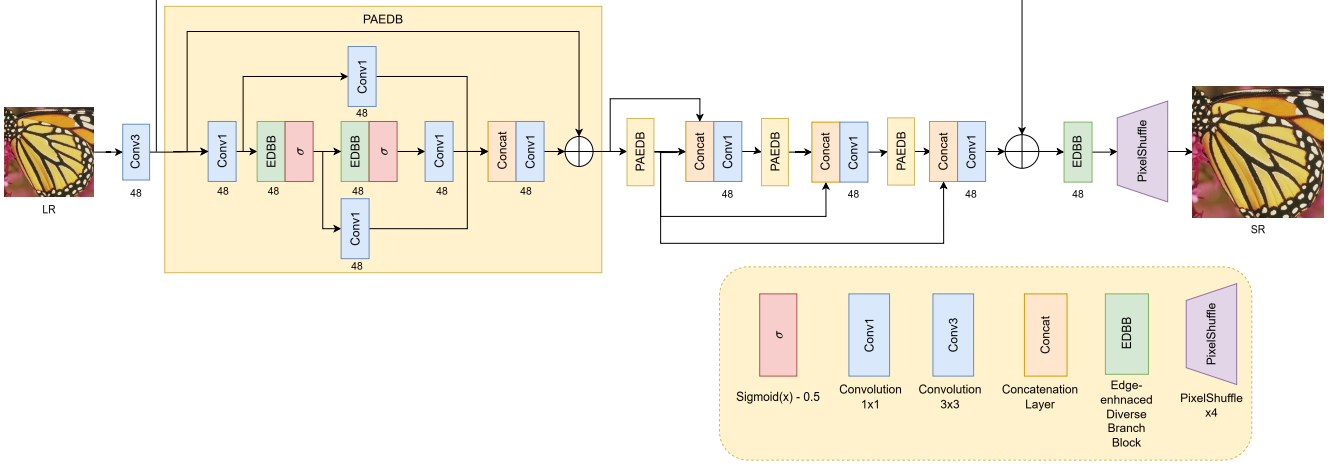 PAEDB
LR
Conv3
48
Conv1
48
EDBB
σ
48
Conv1
48
EDBB
σ
48
Conv1
48
Conv1
48
Concat
Conv1
48
PAEDB
Concat
Conv1
48
PAEDB
Concat
Conv1
48
PAEDB
Concat
Conv1
48
EDBB
48
PixelShuffle
SR
σ
Sigmoid(x) - 0.5
Conv1
Convolution
1x1
Conv3
Convolution
3x3
Concat
Concatenation
Layer
EDBB
Edge-
enhnaced
Diverse
Branch
Block
PixelShuffle
PixelShuffle
x4